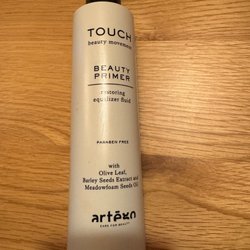 TOUCH
beauty movement
BEAUTY
PRIMER
restoring
equalizer fluid
PARABEN FREE
with
Olive Leaf,
Barley Seeds Extract and
Meadowfoam Seeds Oil
artègo
CARE FOR BEAUTY